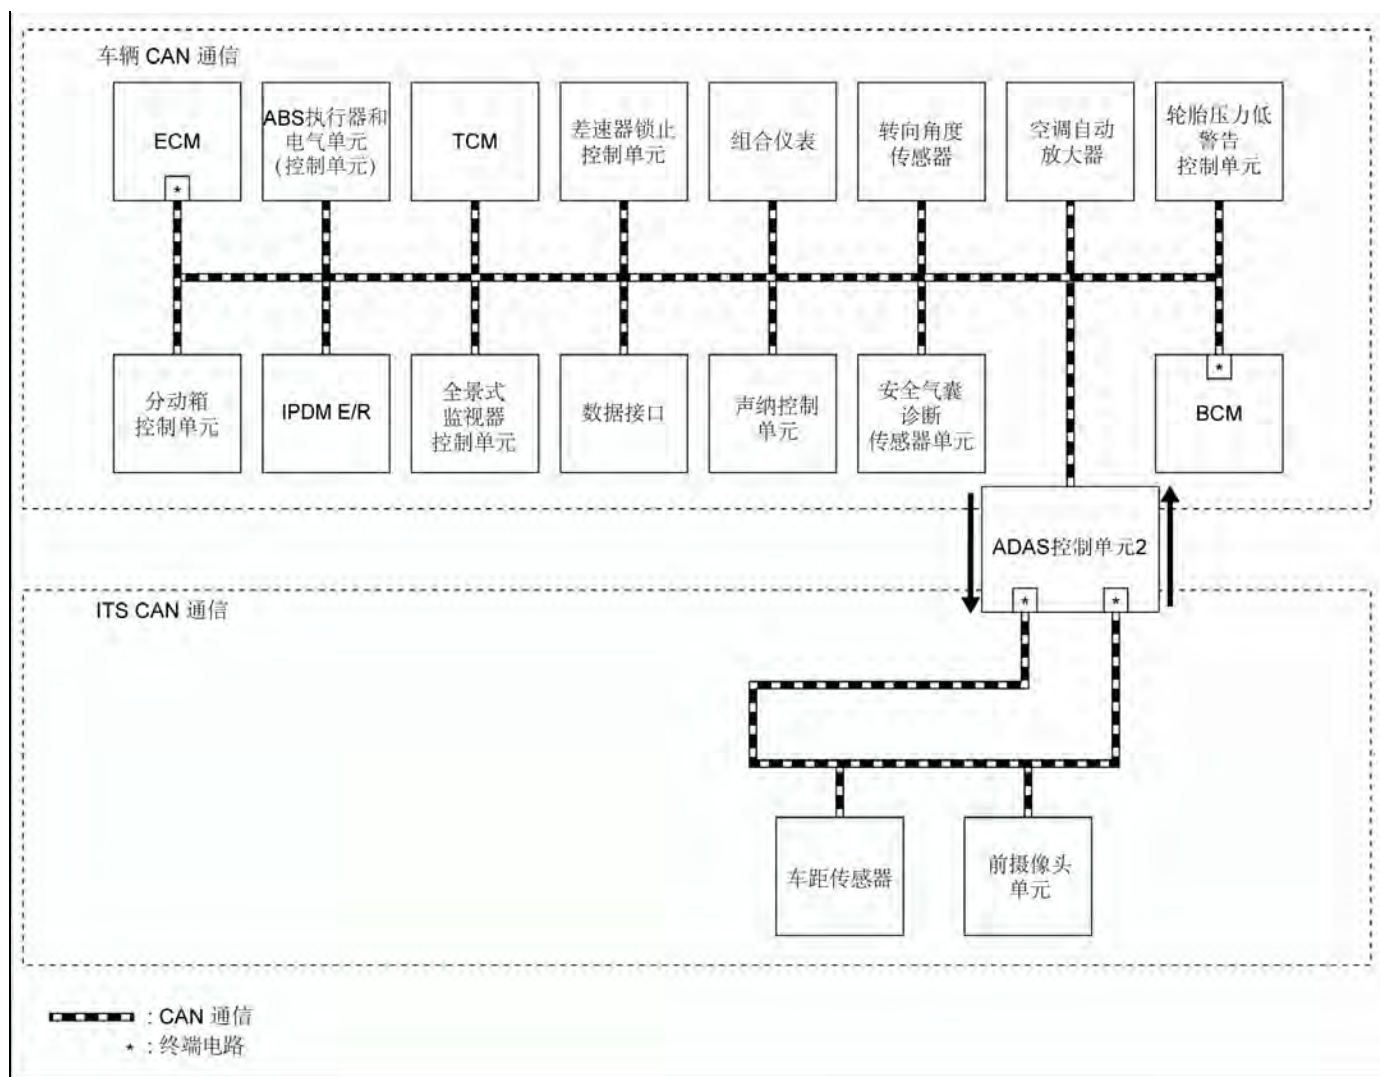 车辆 CAN 通信
ECM
*
ABS执行器和
电气单元
(控制单元)
TCM
差速器锁止
控制单元
组合仪表
转向角度
传感器
空调自动
放大器
轮胎压力低
警告
控制单元
分动箱
控制单元
IPDM E/R
全景式
监视器
控制单元
数据接口
声纳控制
单元
安全气囊
诊断
传感器单元
*
BCM
ADAS控制单元2
* *
ITS CAN 通信
车距传感器
前摄像头
单元
: CAN 通信
* : 终端电路